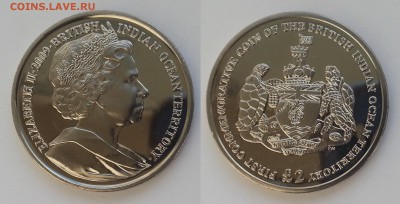 COINS.ЛАВЕ.RU
ELIZABETH II · 2009 · BRITISH INDIAN OCEAN TERRITORY
FIRST COMMEMORATIVE COIN OF THE BRITISH INDIAN OCEAN TERRITORY
£2